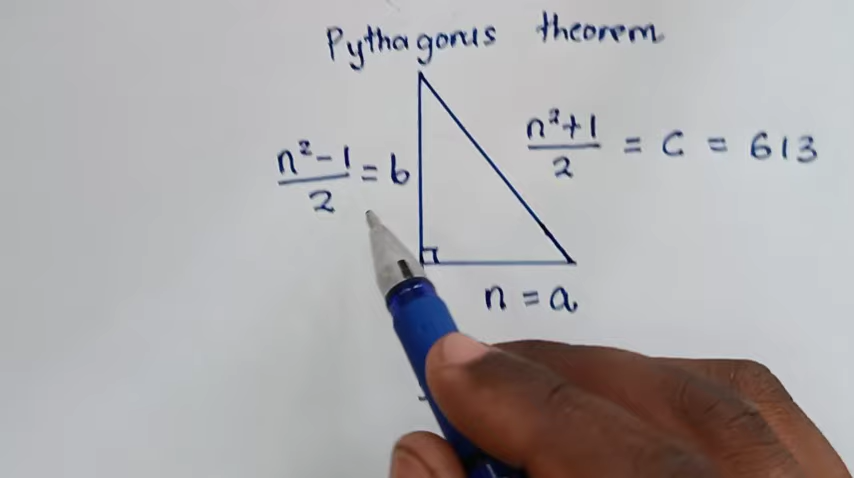 Pythagorus theorem
n²+1/2 = c = 613
n²-1/2 = b
n = a